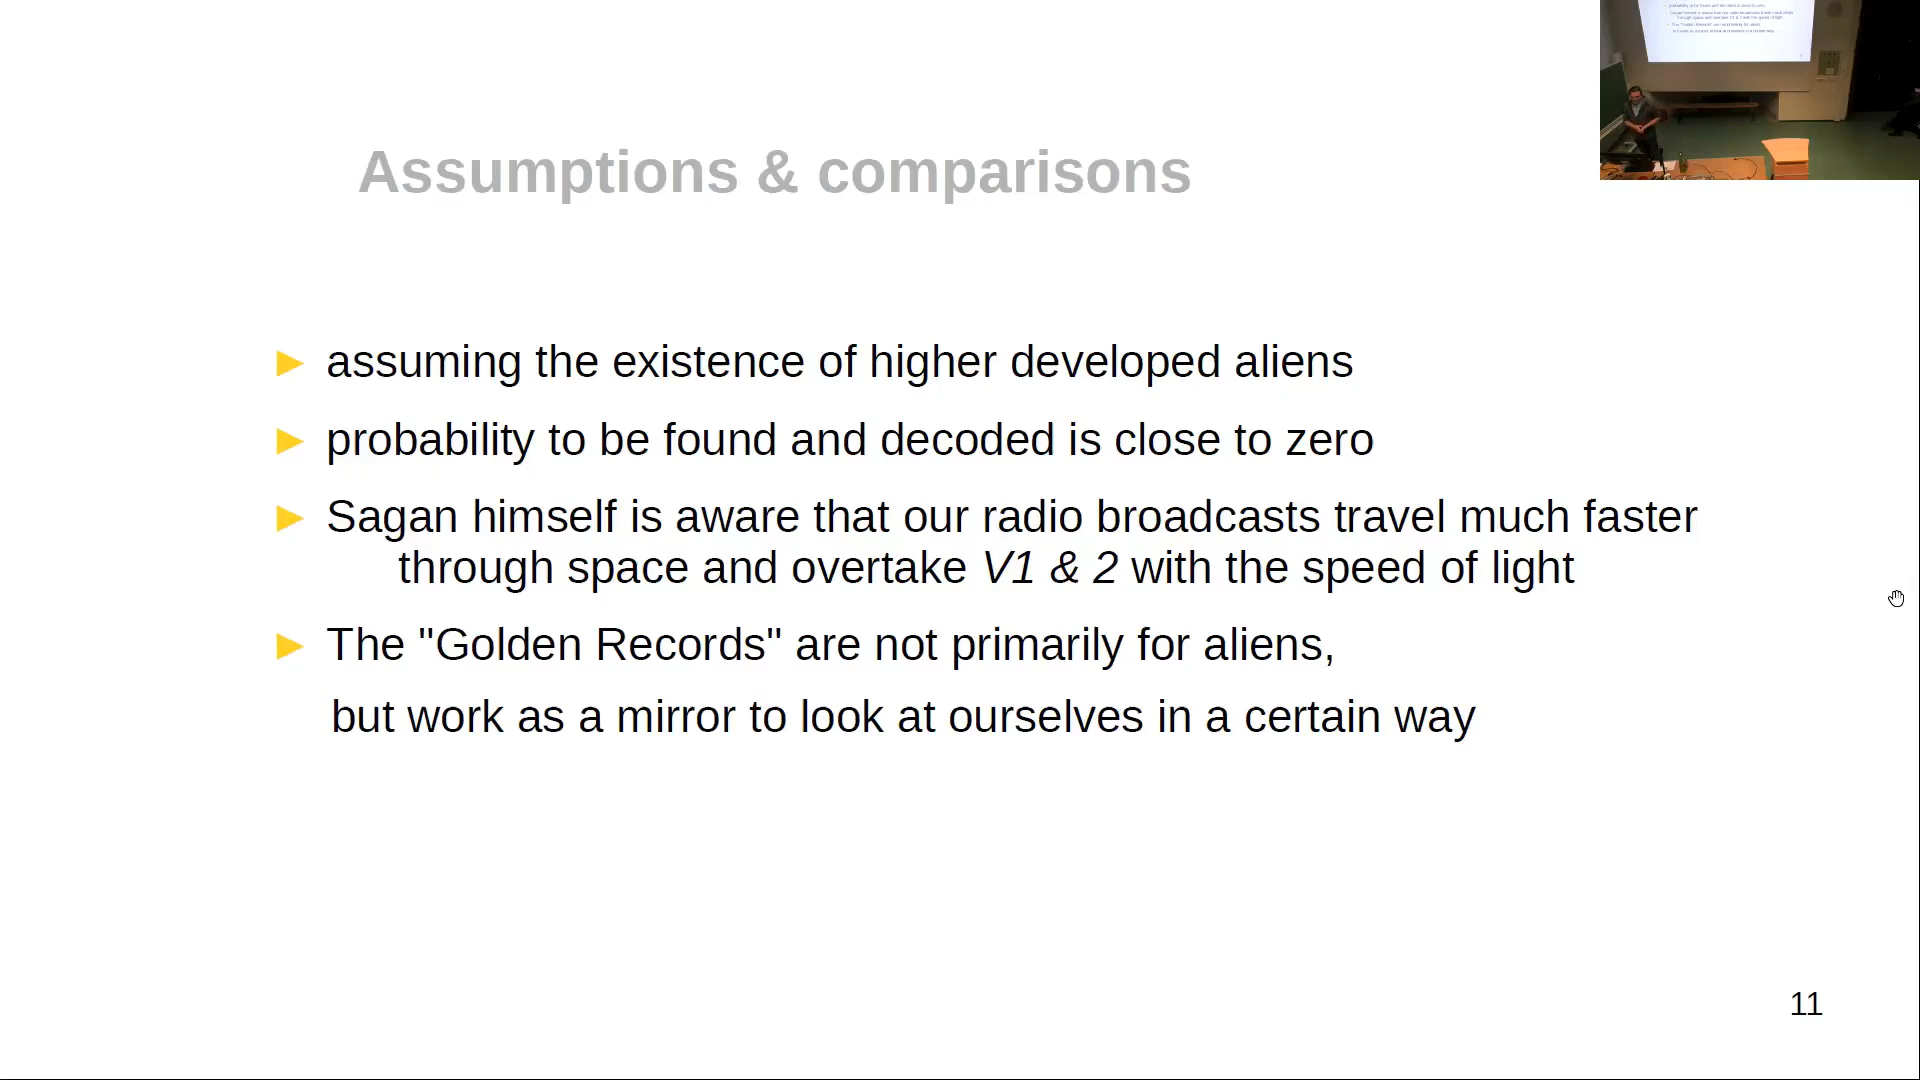 Assumptions & comparisons
► assuming the existence of higher developed aliens
► probability to be found and decoded is close to zero
► Sagan himself is aware that our radio broadcasts travel much faster
through space and overtake V1 & 2 with the speed of light
► The "Golden Records" are not primarily for aliens,
but work as a mirror to look at ourselves in a certain way
11